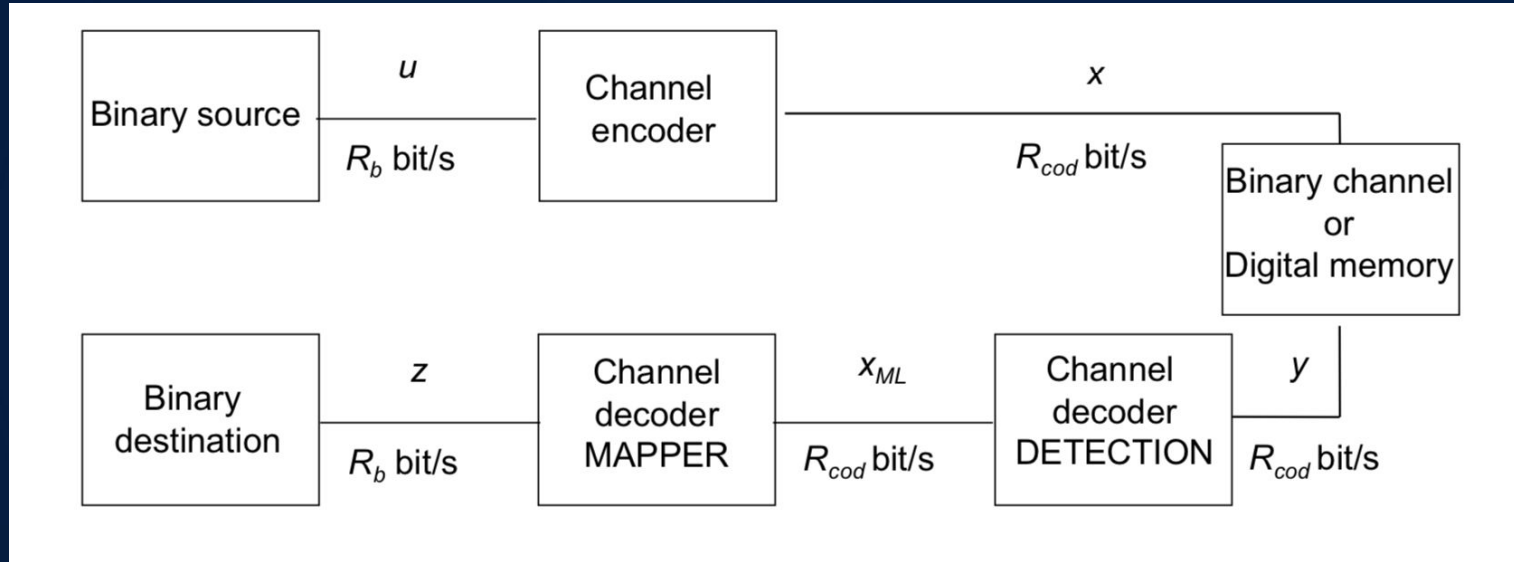 Binary source
u
R_b bit/s
Channel
encoder
x
R_cod bit/s
Binary channel
or
Digital memory
Binary
destination
z
R_b bit/s
Channel
decoder
MAPPER
x_ML
R_cod bit/s
Channel
decoder
DETECTION
y
R_cod bit/s